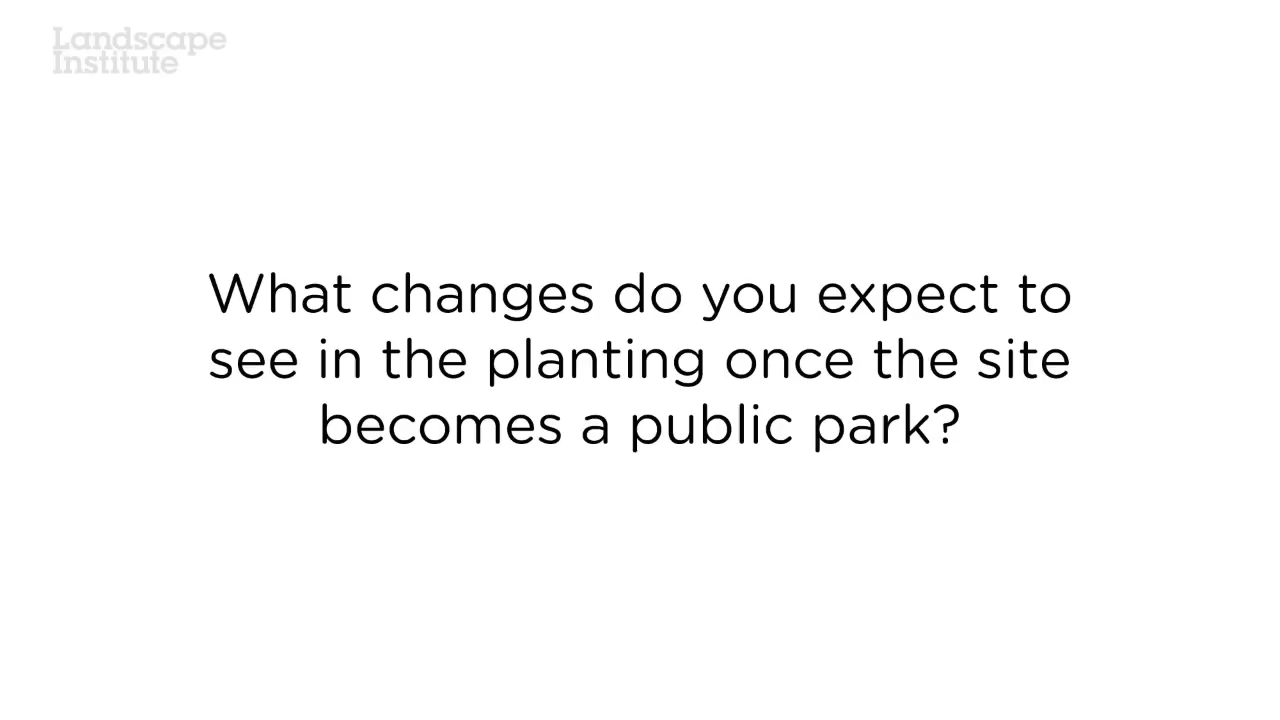 Landscape
Institute
What changes do you expect to
see in the planting once the site
becomes a public park?